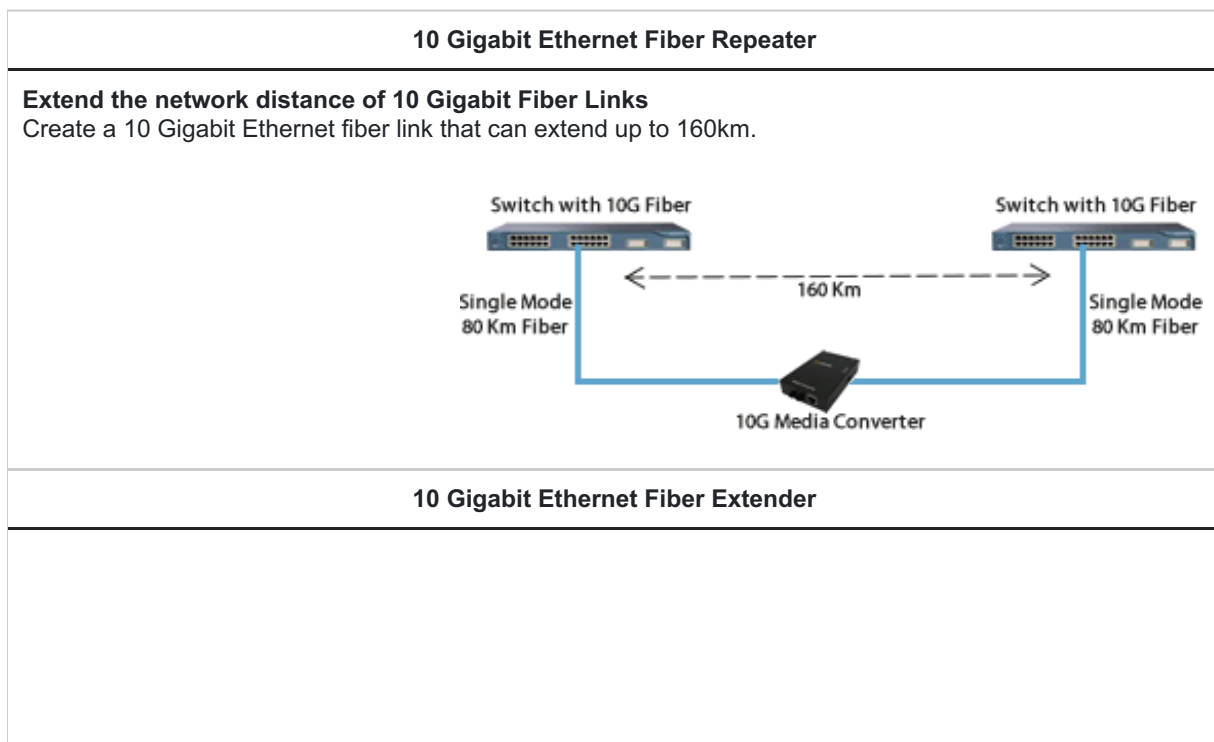 10 Gigabit Ethernet Fiber Repeater
Extend the network distance of 10 Gigabit Fiber Links
Create a 10 Gigabit Ethernet fiber link that can extend up to 160km.
Switch with 10G Fiber
Switch with 10G Fiber
160 Km
Single Mode
80 Km Fiber
Single Mode
80 Km Fiber
10G Media Converter
10 Gigabit Ethernet Fiber Extender